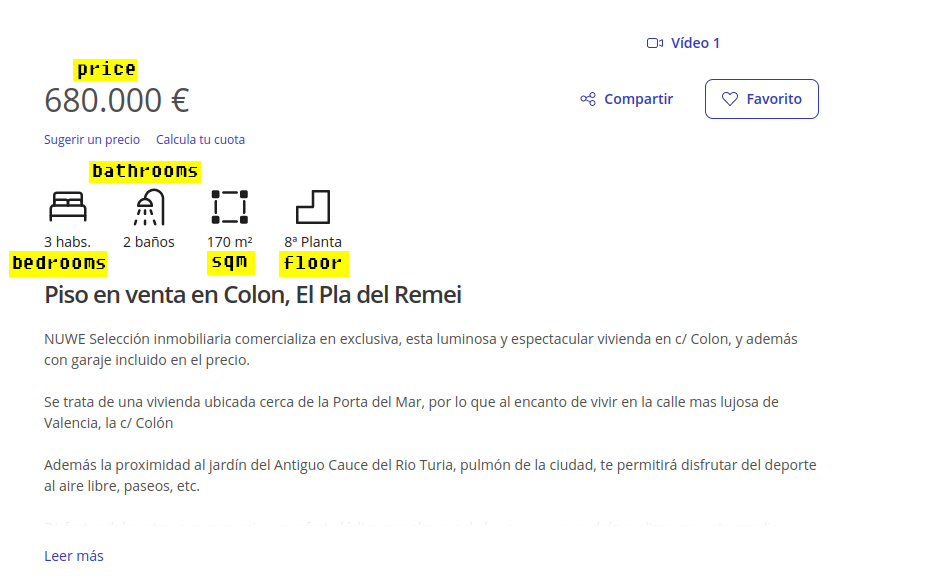 Vídeo 1
price
680.000 €
Compartir
Favorito
Sugerir un precio
Calcula tu cuota
bathrooms
3 habs.
2 baños
170 m²
8ª Planta
bedrooms
sqm
floor
Piso en venta en Colon, El Pla del Remei
NUWE Selección inmobiliaria comercializa en exclusiva, esta luminosa y espectacular vivienda en c/ Colon, y además
con garaje incluido en el precio.
Se trata de una vivienda ubicada cerca de la Porta del Mar, por lo que al encanto de vivir en la calle mas lujosa de
Valencia, la c/ Colón
Además la proximidad al jardín del Antiguo Cauce del Rio Turia, pulmón de la ciudad, te permitirá disfrutar del deporte
al aire libre, paseos, etc.
Leer más